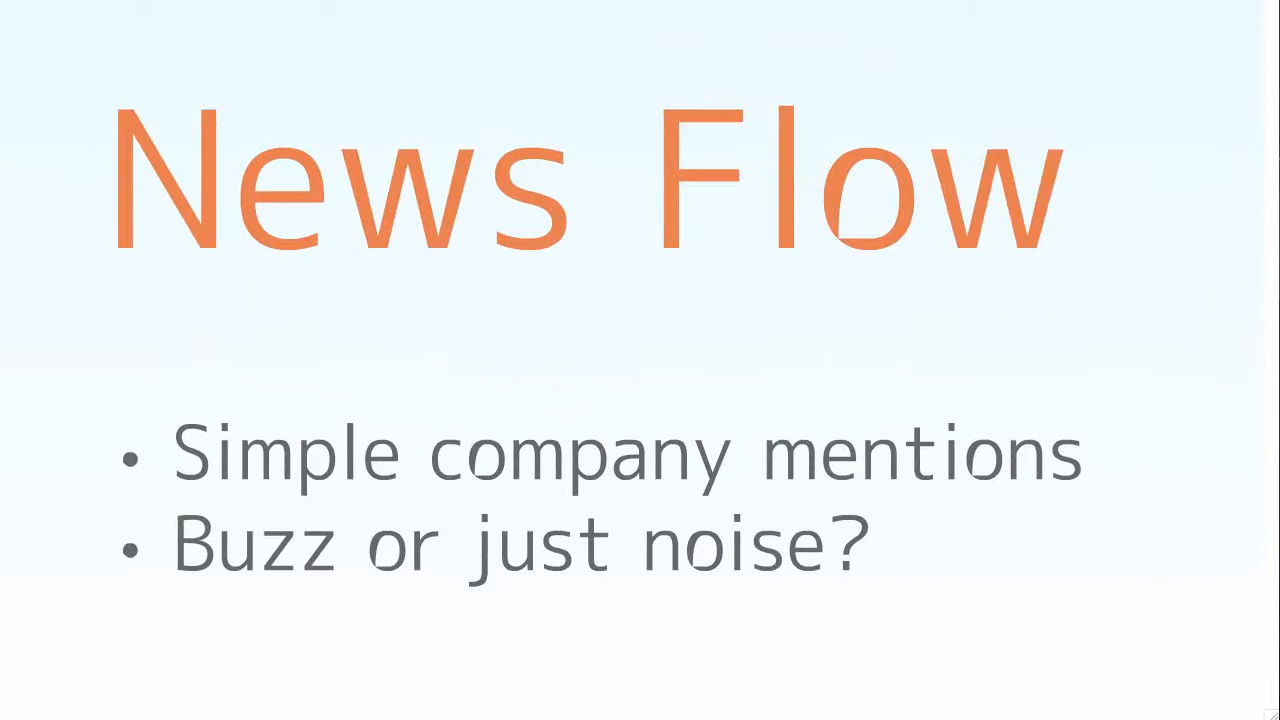 News Flow
• Simple company mentions
• Buzz or just noise?